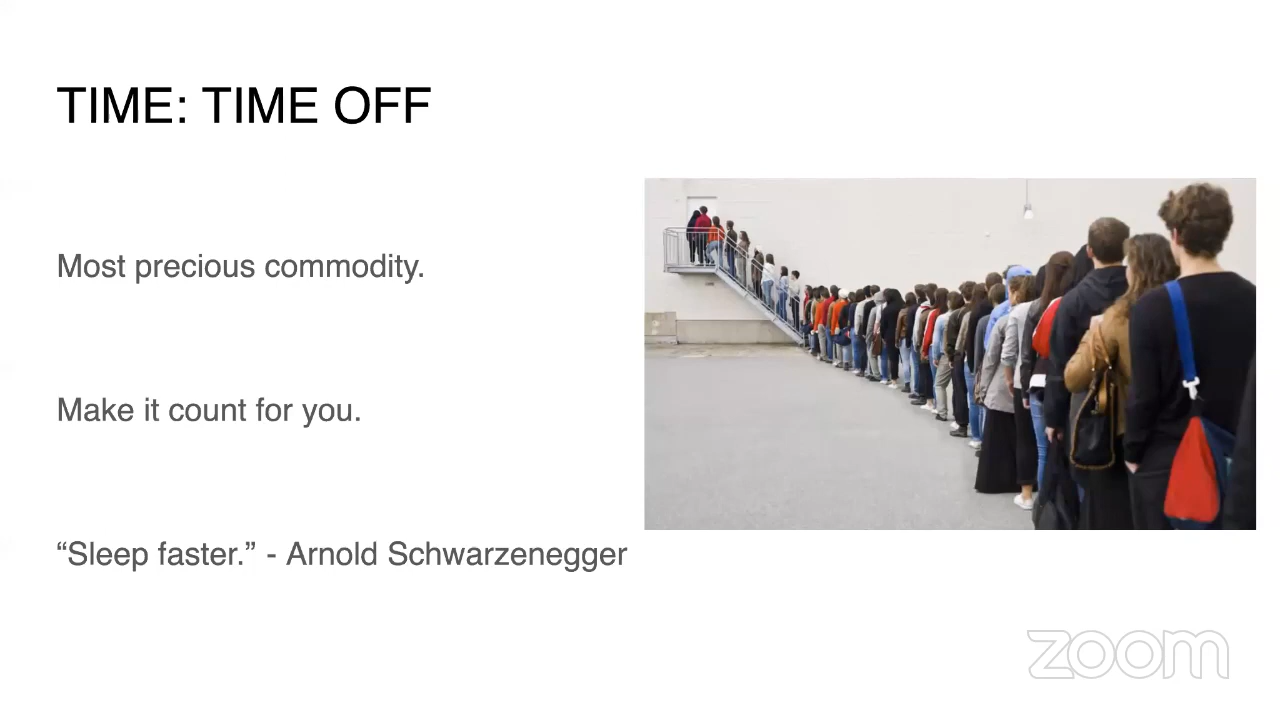 TIME: TIME OFF
Most precious commodity.
Make it count for you.
“Sleep faster.” - Arnold Schwarzenegger
zoom